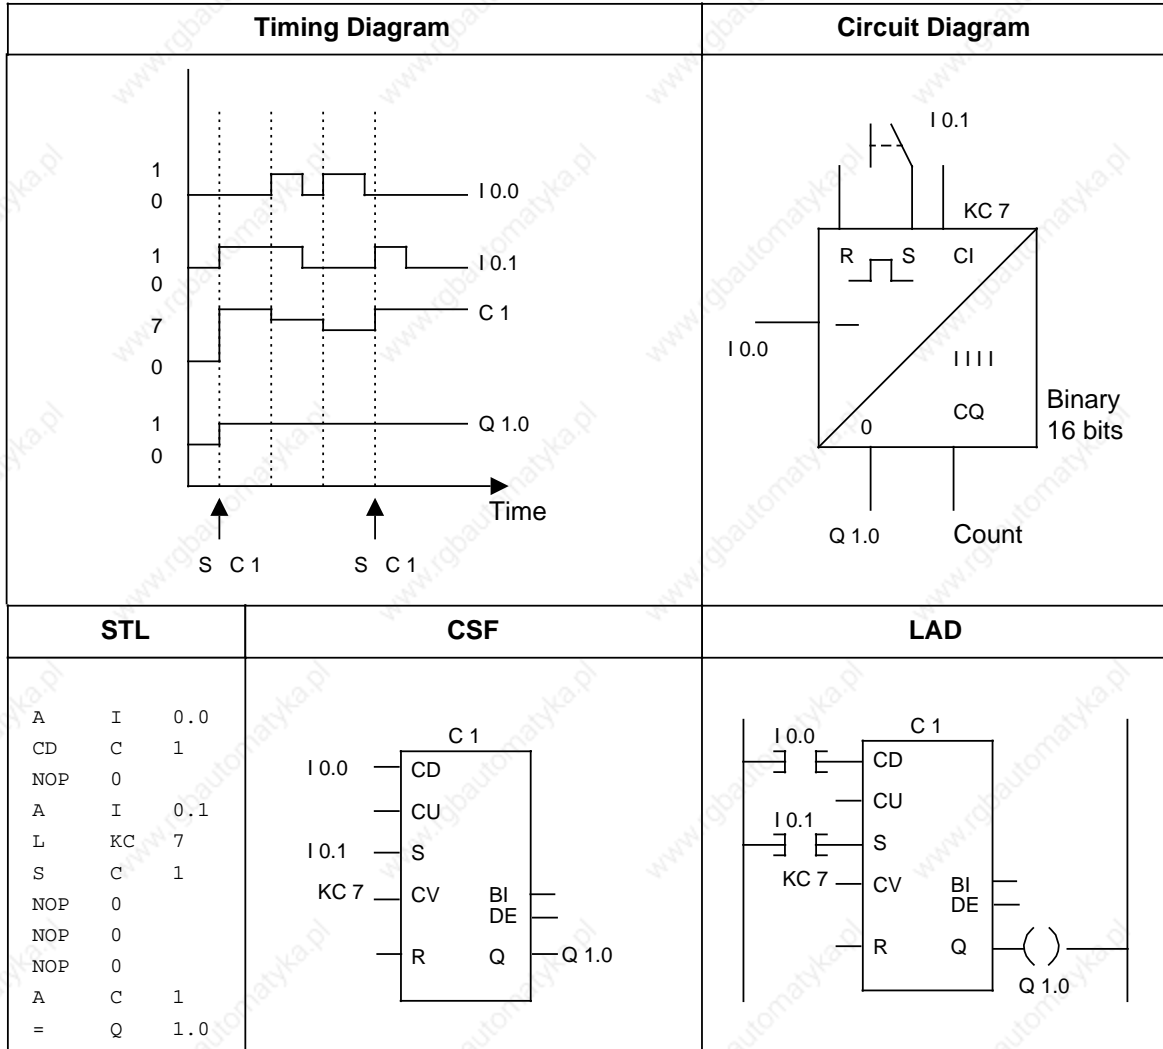 Timing Diagram
Circuit Diagram
1
0
I 0.0
1
0
I 0.1
7
0
C 1
1
0
Q 1.0
Time
S C 1
S C 1
I 0.1
KC 7
R S CI
I 0.0
I I I I
CQ
0
Binary
16 bits
Q 1.0
Count
STL
CSF
LAD
A I 0.0
CD C 1
NOP 0
A I 0.1
L KC 7
S C 1
NOP 0
NOP 0
NOP 0
A C 1
= Q 1.0
C 1
I 0.0 CD
CU
I 0.1 S
KC 7 CV BI
DE
R Q Q 1.0
C 1
I 0.0 CD
CU
I 0.1 S
KC 7 CV BI
DE
R Q
Q 1.0
www.rgbautomatyka.pl